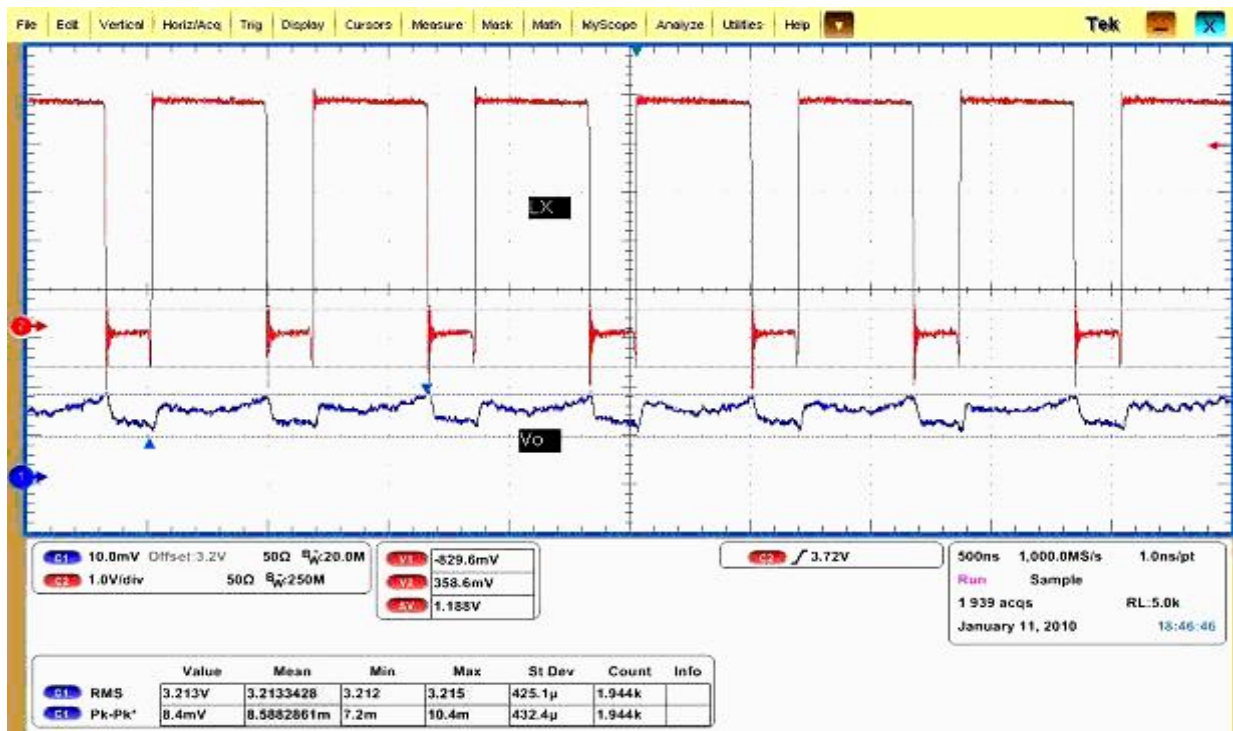 File Edit Vertical Horiz/Acq Trig Display Cursors Measure Mask Math MyScope Analyze Utilities Help Tek X
LX
2
Vo
1
C1 10.0mV Offset:3.2V 50Ω BW:20.0M
C2 1.0V/div 50Ω BW:250M
V1 -829.6mV
V2 358.6mV
ΔV 1.188V
C2 3.72V
500ns 1,000.0MS/s 1.0ns/pt
Run Sample
1 939 acqs RL:5.0k
January 11, 2010 18:46:46
Value Mean Min Max St Dev Count Info
C1 RMS 3.213V 3.2133428 3.212 3.215 425.1µ 1.944k
C1 Pk-Pk* 8.4mV 8.5882861m 7.2m 10.4m 432.4µ 1.944k